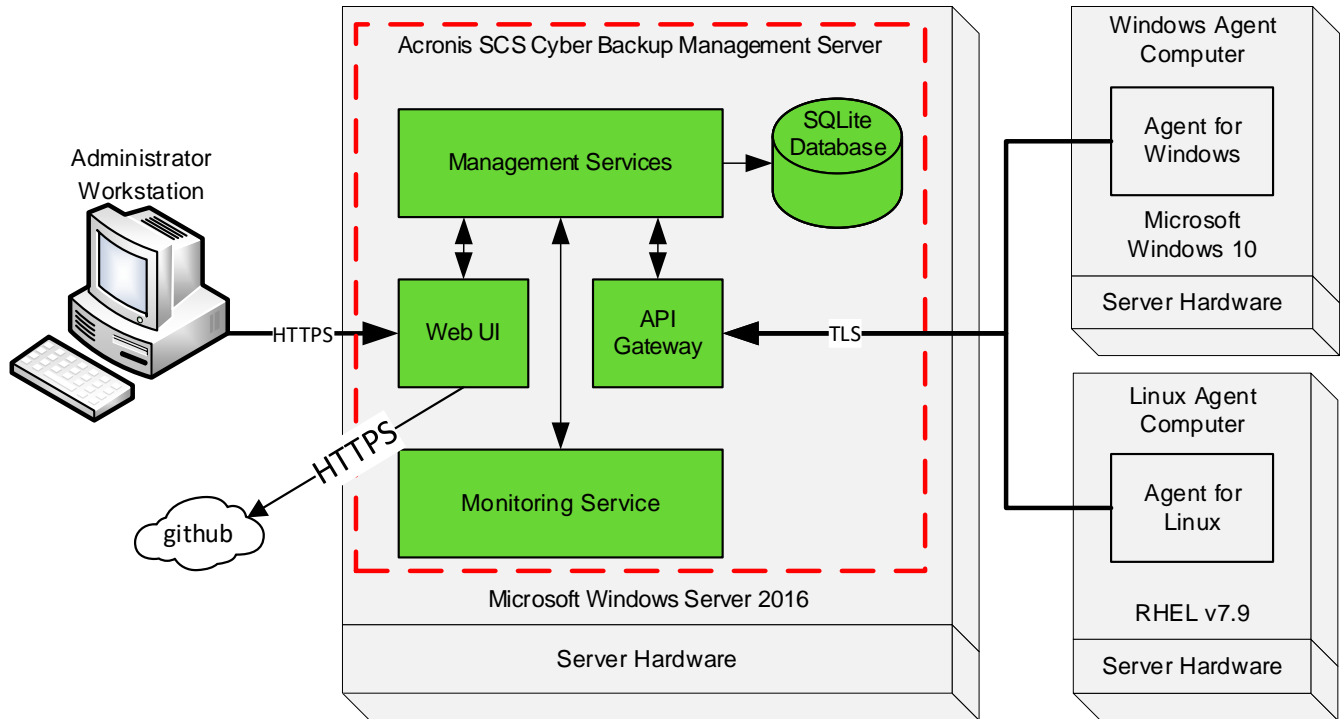 Administrator
Workstation
HTTPS
HTTPS
github
Acronis SCS Cyber Backup Management Server
Management Services
SQLite
Database
Web UI
API
Gateway
TLS
Monitoring Service
Microsoft Windows Server 2016
Server Hardware
Windows Agent
Computer
Agent for
Windows
Microsoft
Windows 10
Server Hardware
Linux Agent
Computer
Agent for
Linux
RHEL v7.9
Server Hardware